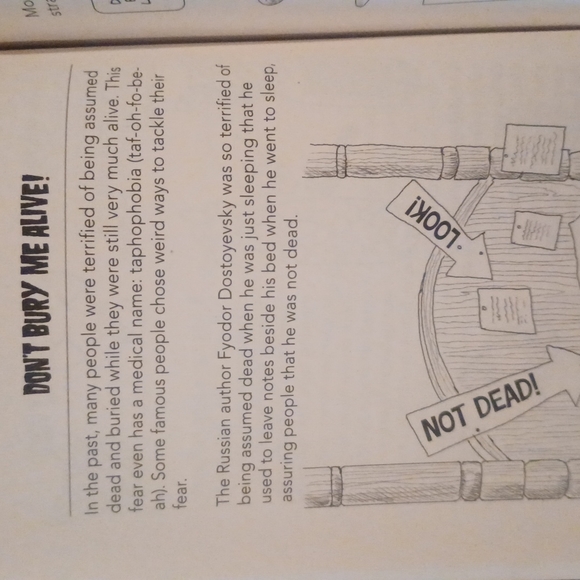 DON'T BURY ME ALIVE!
In the past, many people were terrified of being assumed
dead and buried while they were still very much alive. This
fear even has a medical name: taphophobia (taf-oh-fo-be-
ah). Some famous people chose weird ways to tackle their
fear.
The Russian author Fyodor Dostoyevsky was so terrified of
being assumed dead when he was just sleeping that he
used to leave notes beside his bed when he went to sleep,
assuring people that he was not dead.
LOOK!
NOT DEAD!